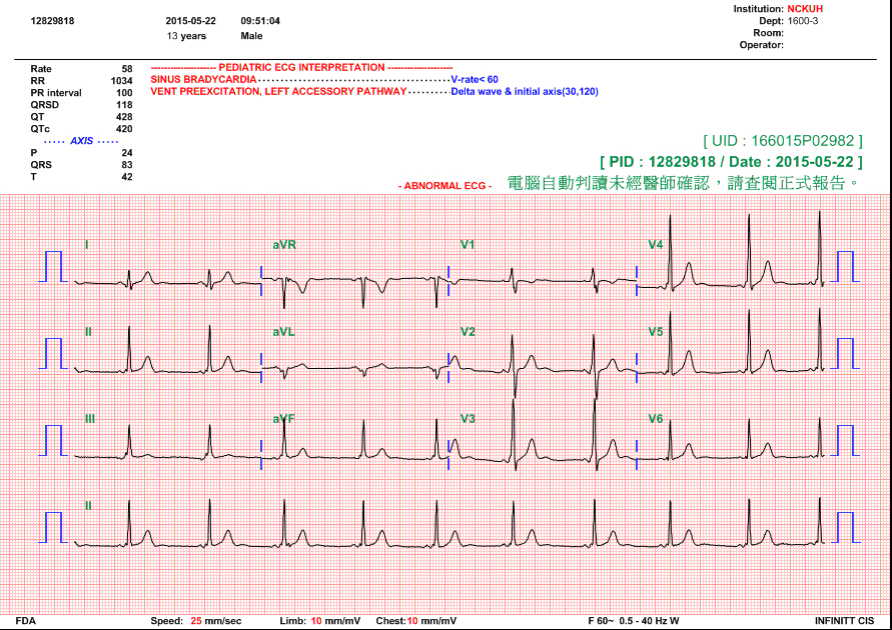 Institution: NCKUH
12829818 2015-05-22 09:51:04 Dept: 1600-3
13 years Male Room:
Operator:
Rate 58 -------------------- PEDIATRIC ECG INTERPRETATION --------------------
RR 1034 SINUS BRADYCARDIA - - - - - - - - - - - - - - - - - - - - V-rate< 60
PR interval 100 VENT PREEXCITATION, LEFT ACCESSORY PATHWAY - - - - - - - - - Delta wave & initial axis(30,120)
QRSD 118
QT 428
QTc 420
- - - - - AXIS - - - - -
P 24
QRS 83
T 42
[ UID : 166015P02982 ]
[ PID : 12829818 / Date : 2015-05-22 ]
- ABNORMAL ECG - 電腦自動判讀未經醫師確認，請查閱正式報告。
I aVR V1 V4
II aVL V2 V5
III aVF V3 V6
II
FDA Speed: 25 mm/sec Limb: 10 mm/mV Chest:10 mm/mV F 60~ 0.5 - 40 Hz W INFINITT CIS